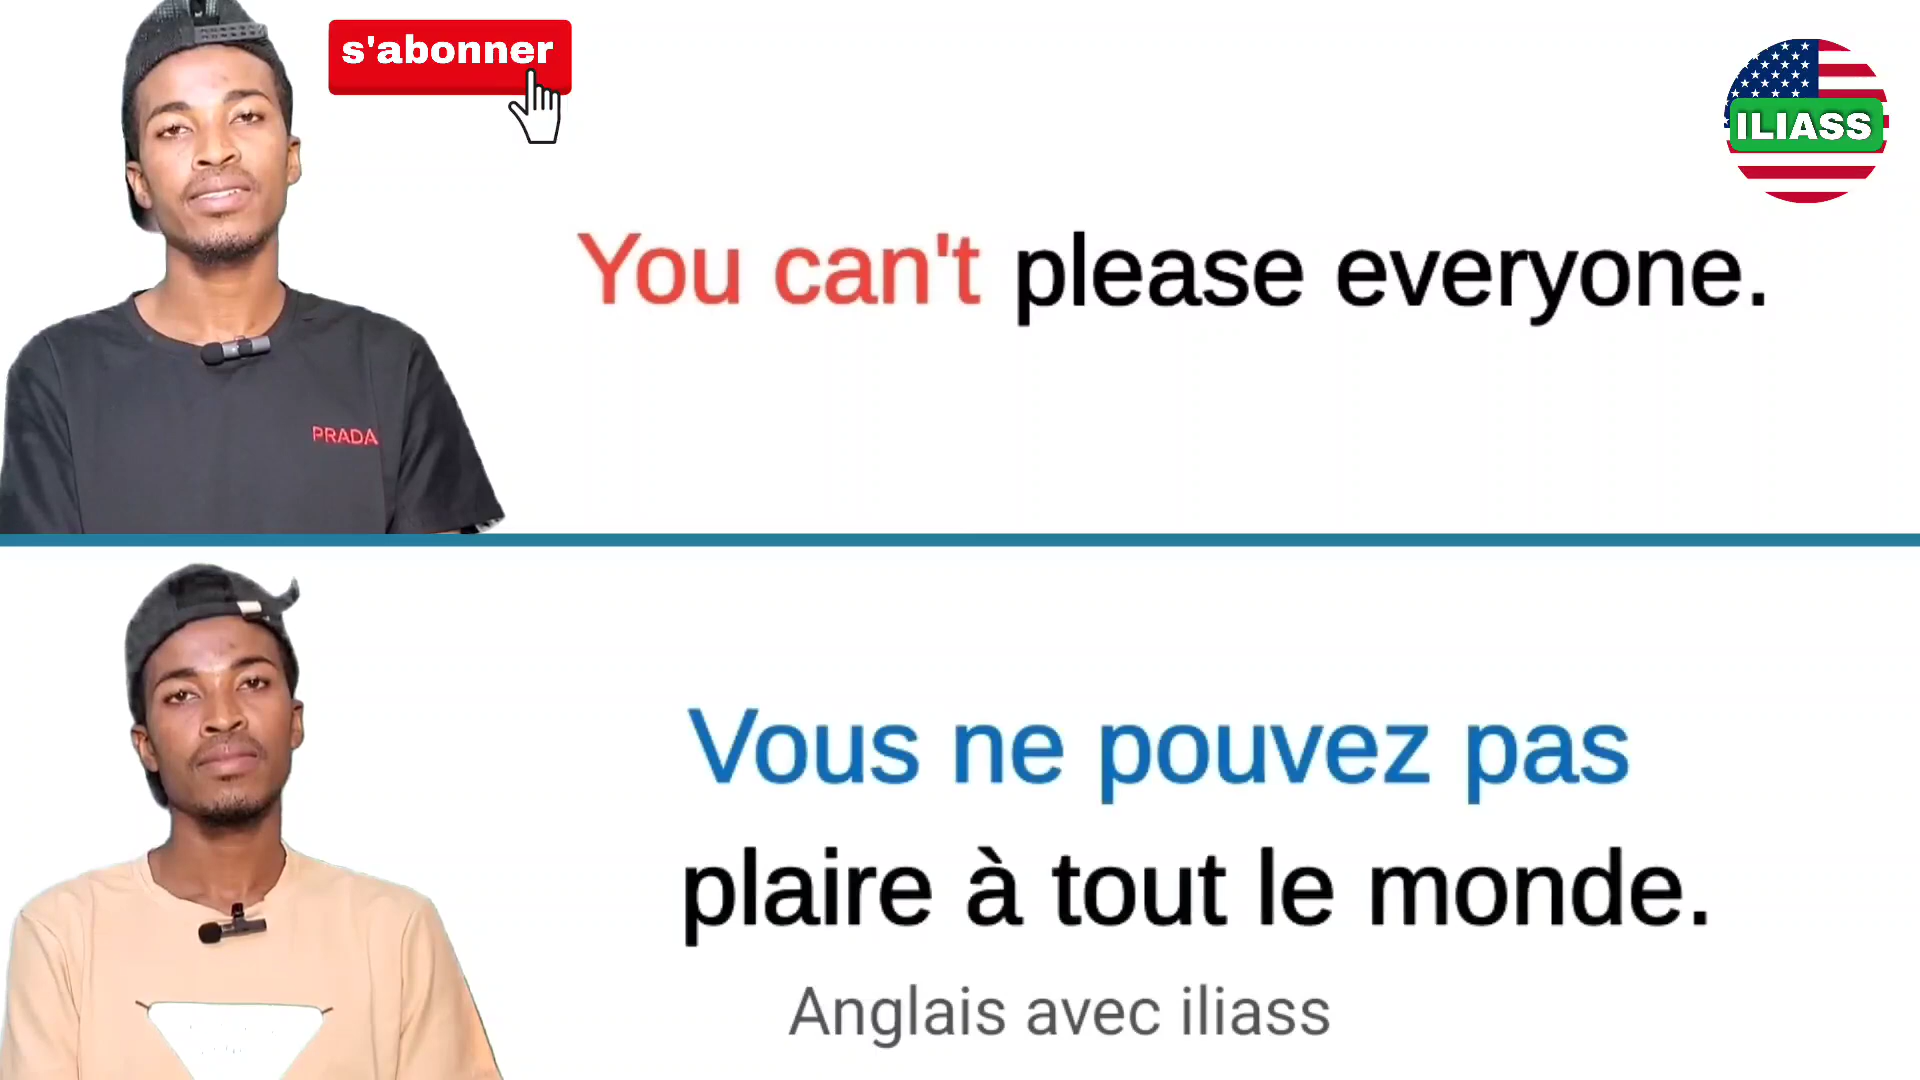 s'abonner
ILIASS
You can't please everyone.
PRADA
Vous ne pouvez pas
plaire à tout le monde.
Anglais avec iliass